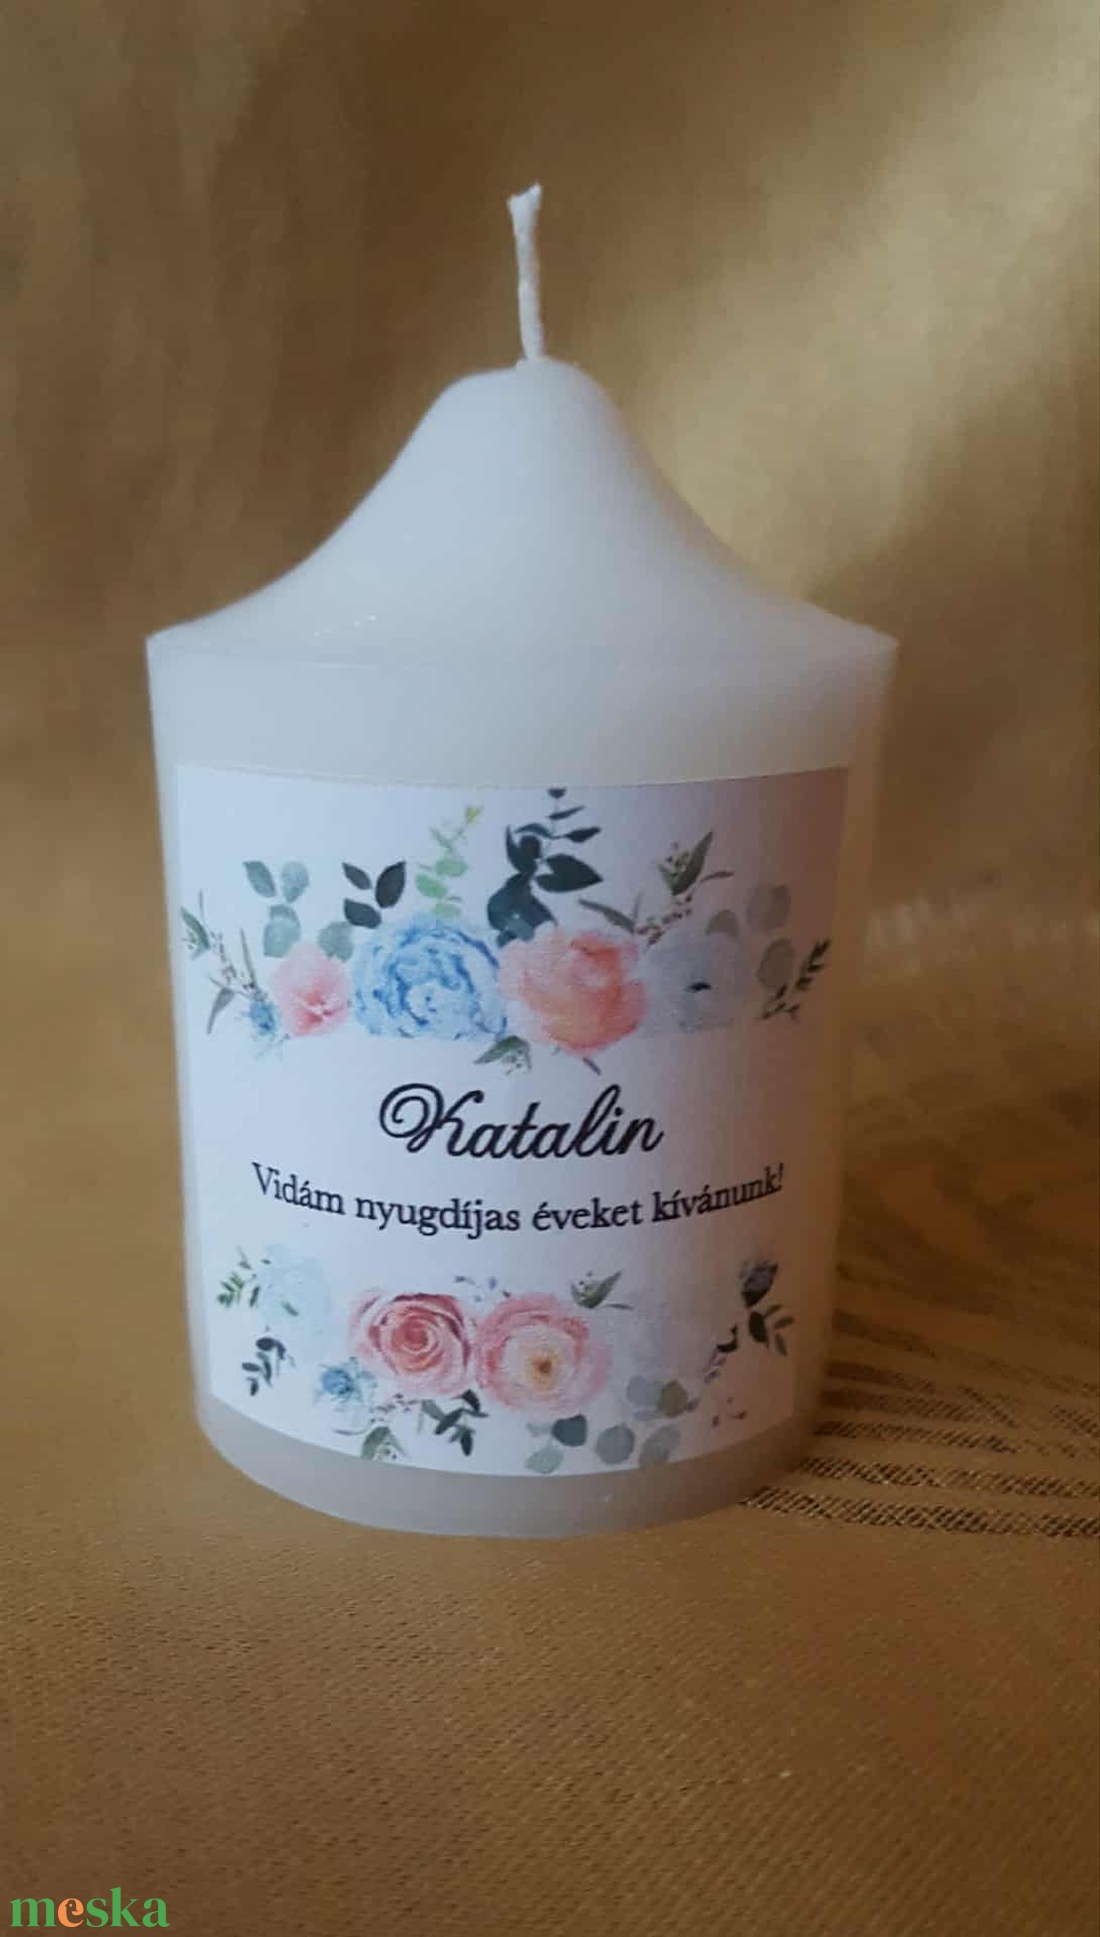 Katalin
Vidám nyugdíjas éveket kívánunk!
meska